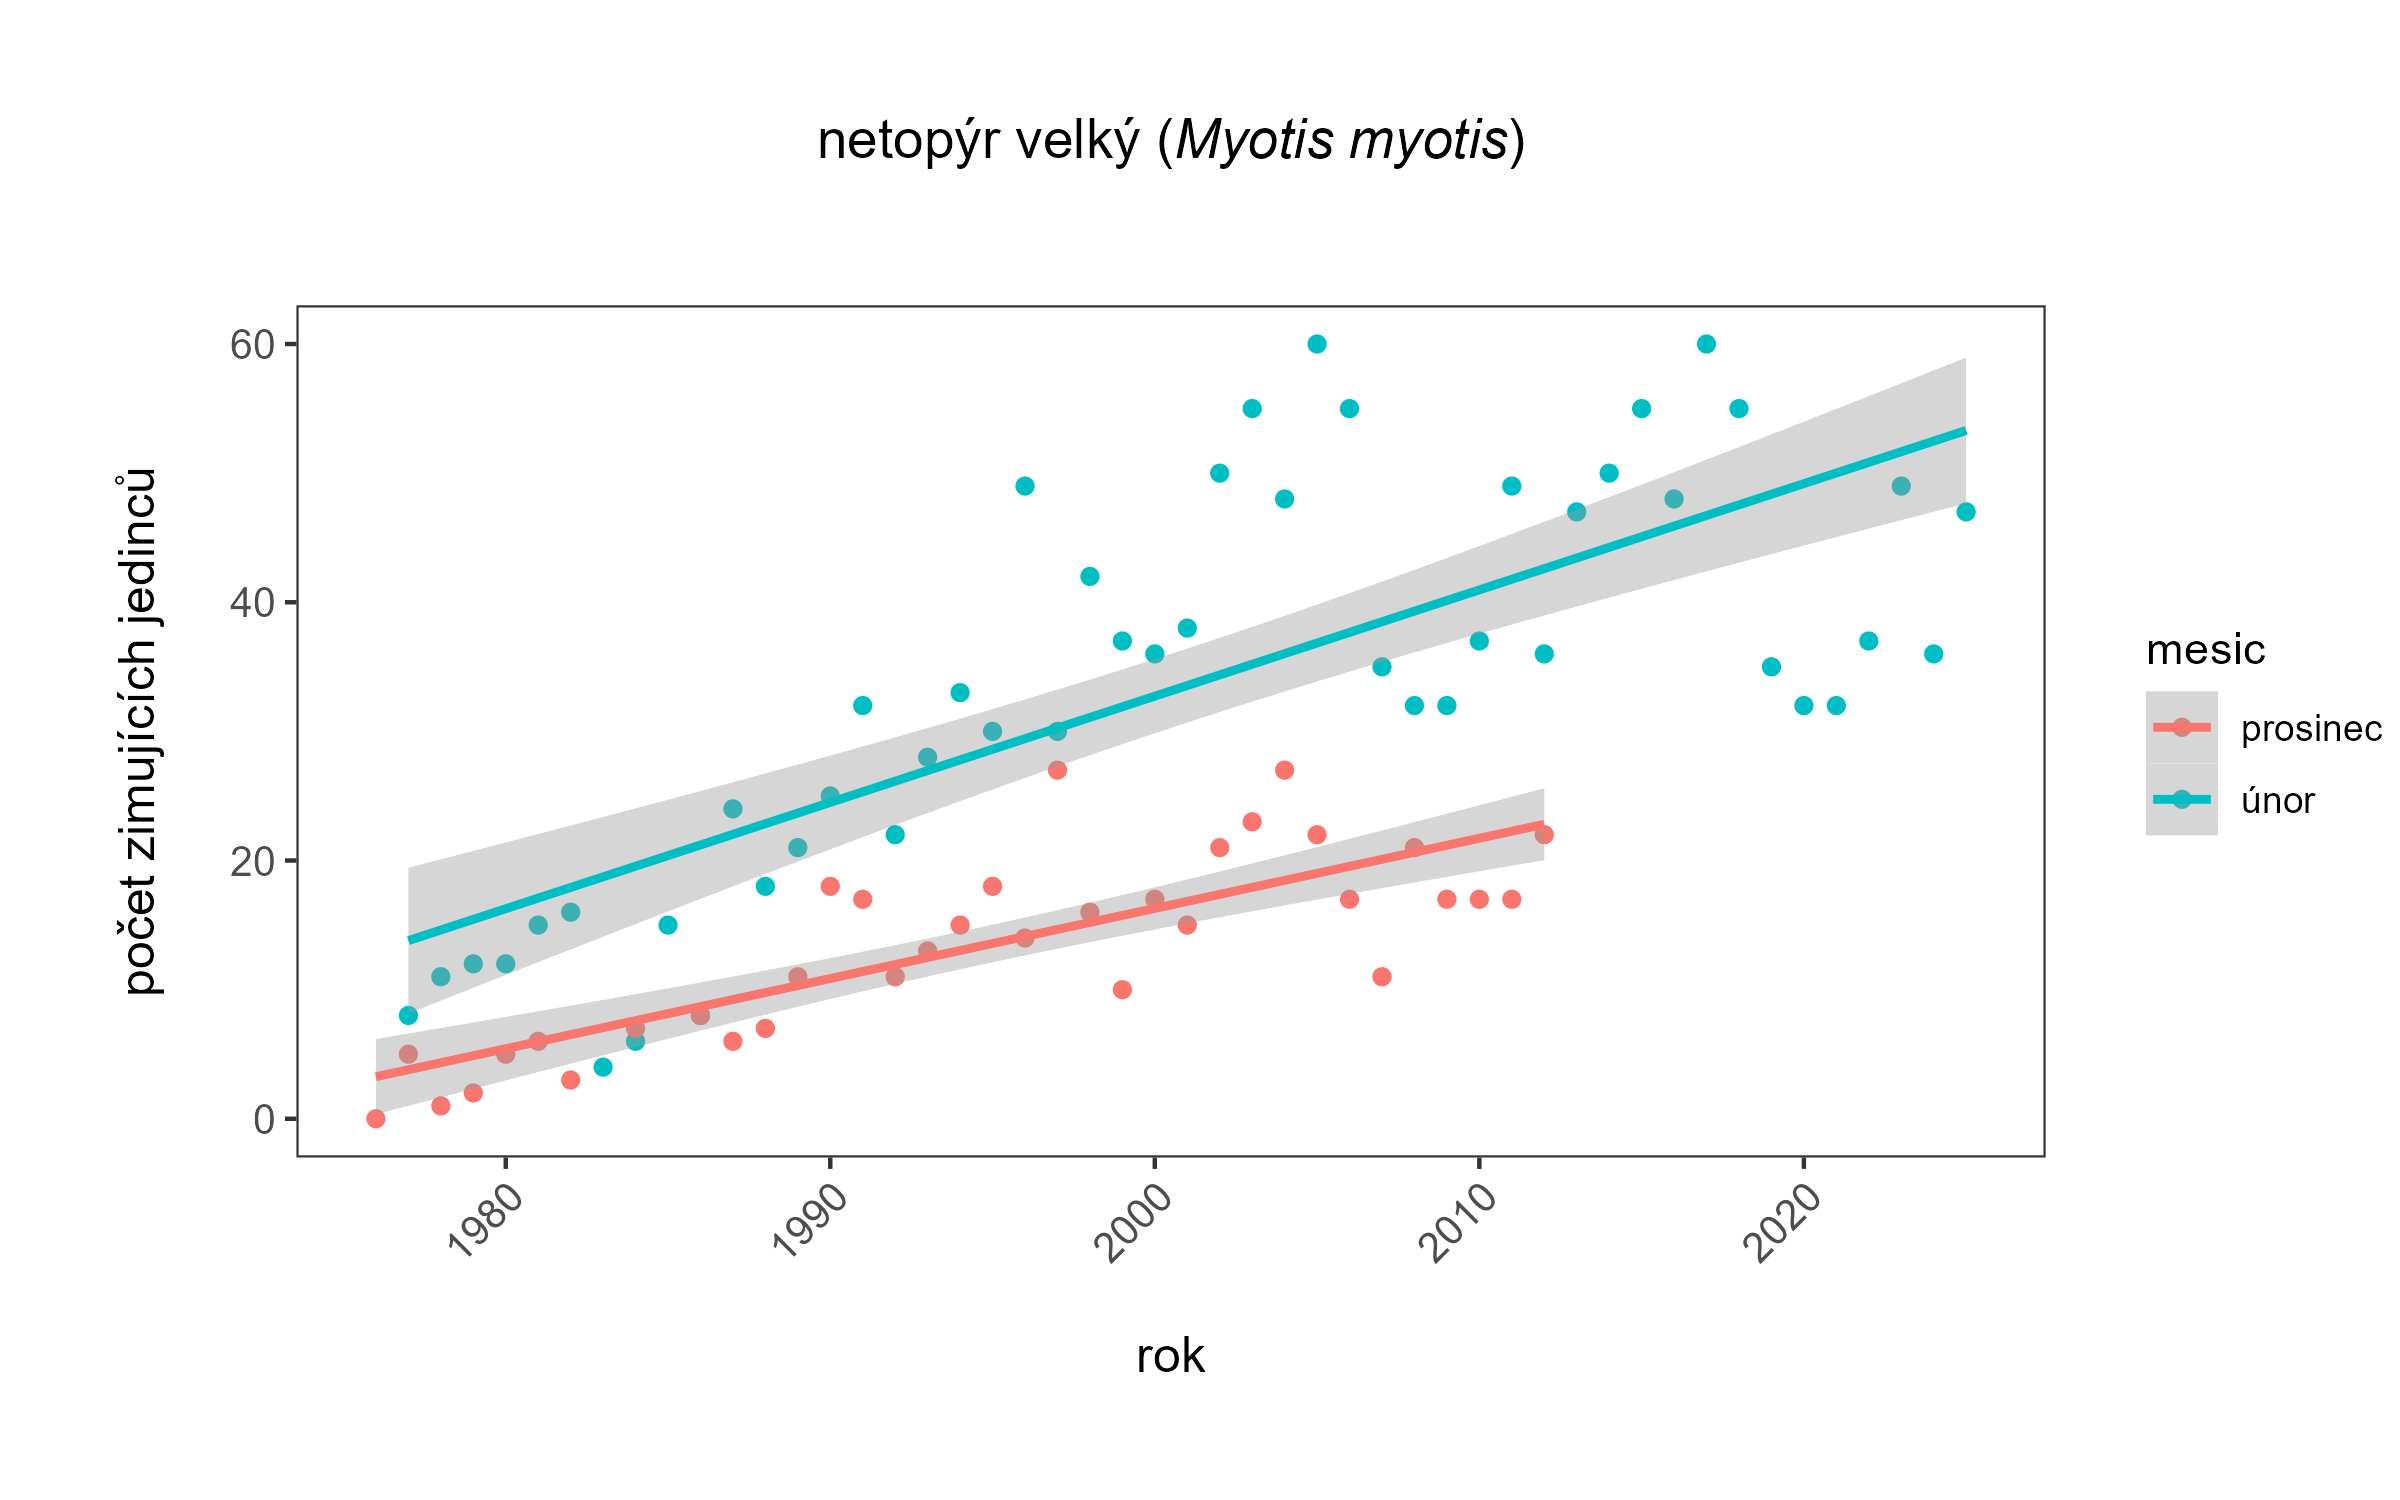 netopýr velký (Myotis myotis)
počet zimujících jedinců
60
40
20
0
1980
1990
2000
2010
2020
rok
mesic
prosinec
únor